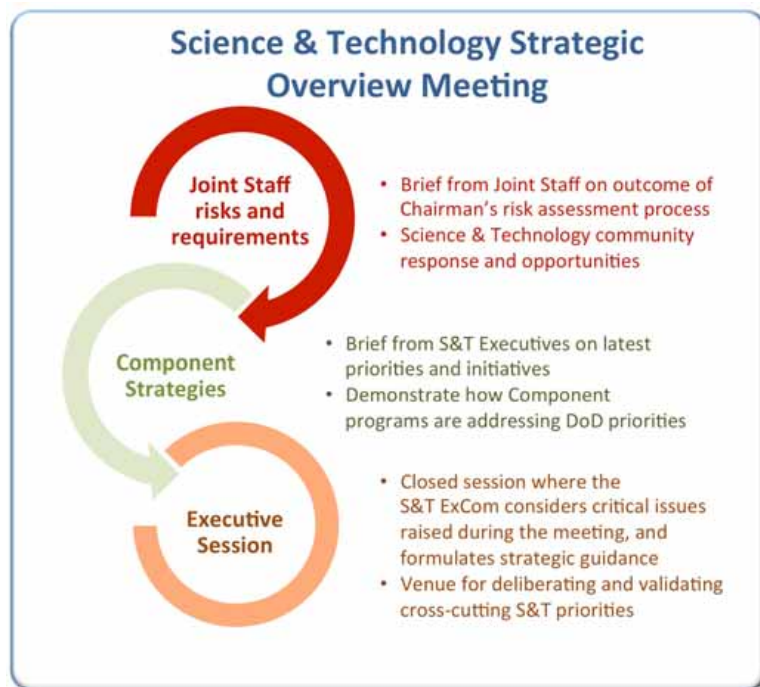 Science & Technology Strategic
Overview Meeting
Joint Staff
risks and
requirements
• Brief from Joint Staff on outcome of
Chairman's risk assessment process
• Science & Technology community
response and opportunities
Component
Strategies
• Brief from S&T Executives on latest
priorities and initiatives
• Demonstrate how Component
programs are addressing DoD priorities
Executive
Session
• Closed session where the
S&T ExCom considers critical issues
raised during the meeting, and
formulates strategic guidance
• Venue for deliberating and validating
cross-cutting S&T priorities